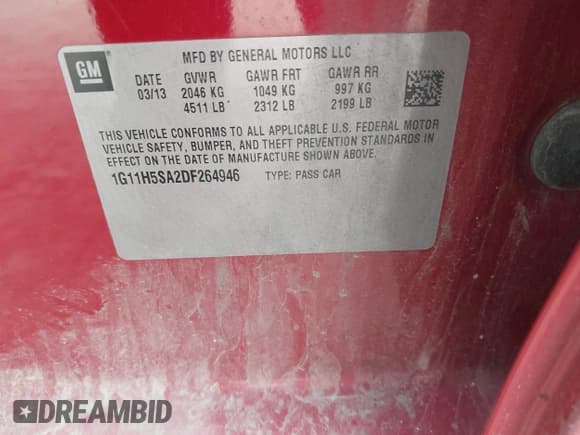 GM
MFD BY GENERAL MOTORS LLC
DATE GVWR GAWR FRT GAWR RR
03/13 2046 KG 1049 KG 997 KG
4511 LB 2312 LB 2199 LB
THIS VEHICLE CONFORMS TO ALL APPLICABLE U.S. FEDERAL MOTOR
VEHICLE SAFETY, BUMPER, AND THEFT PREVENTION STANDARDS IN
EFFECT ON THE DATE OF MANUFACTURE SHOWN ABOVE.
1G11H5SA2DF264946 TYPE: PASS CAR
DREAMBID